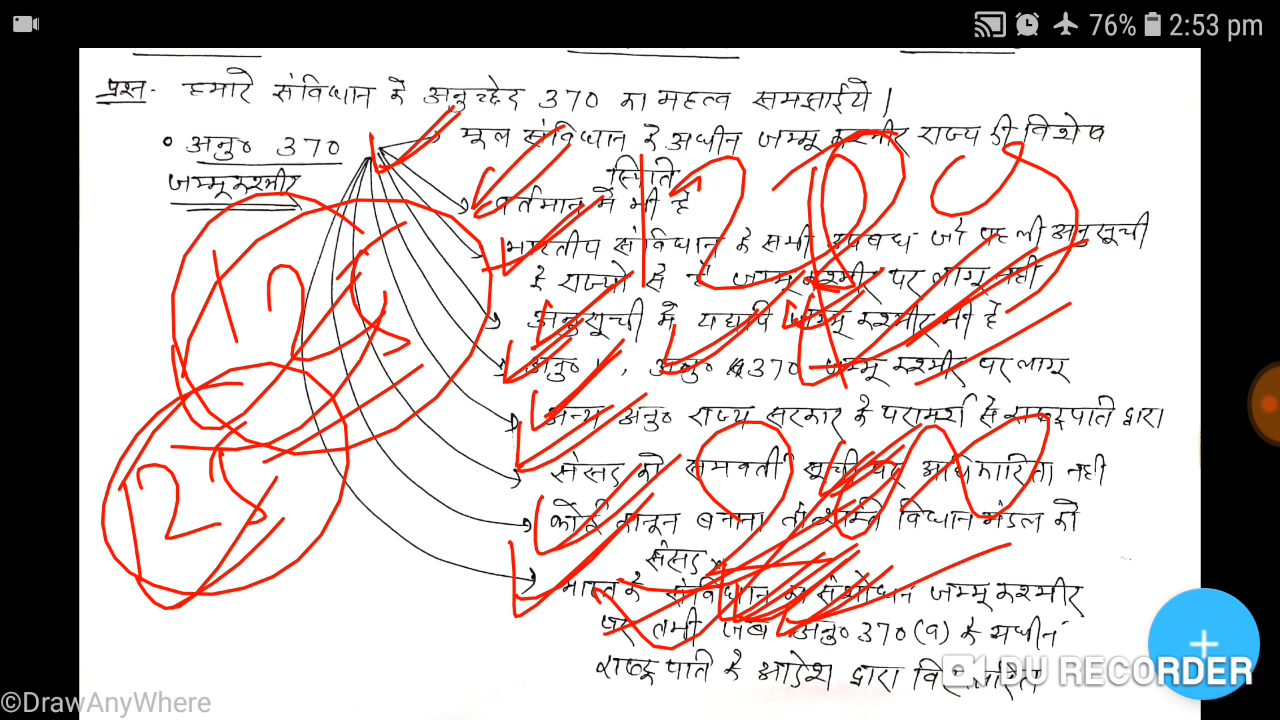 76% 2:53 pm
प्रश्न- हमारे संविधान के अनुच्छेद 370 का महत्व समझाईये।
• अनु० 370
जम्मू कश्मीर
मूल संविधान के अधीन जम्मू कश्मीर राज्य की विशेष
स्थिति
वर्तमान में भी है
भारतीय संविधान के सभी उपबंध जो पहली अनुसूची
के राज्यो से है जम्मू कश्मीर पर लागू नहीं
अनुसूची में यद्यपि जम्मू कश्मीर भी है
अनु० 1, अनु० 370 जम्मू कश्मीर पर लागू
अन्य अनु० राज्य सरकार के परामर्श से राष्ट्रपति द्वारा
संसद को समवर्ती सूची पर अधिकारिता नही
कोई कानून बनाना तो विधान मंडल को
संसद x
भारत के संविधान का संशोधन जम्मू कश्मीर
पर तभी जब अनु० 370 के अधीन
राष्ट्रपति के आदेश द्वारा
125
125
©DrawAnyWhere
DU RECORDER